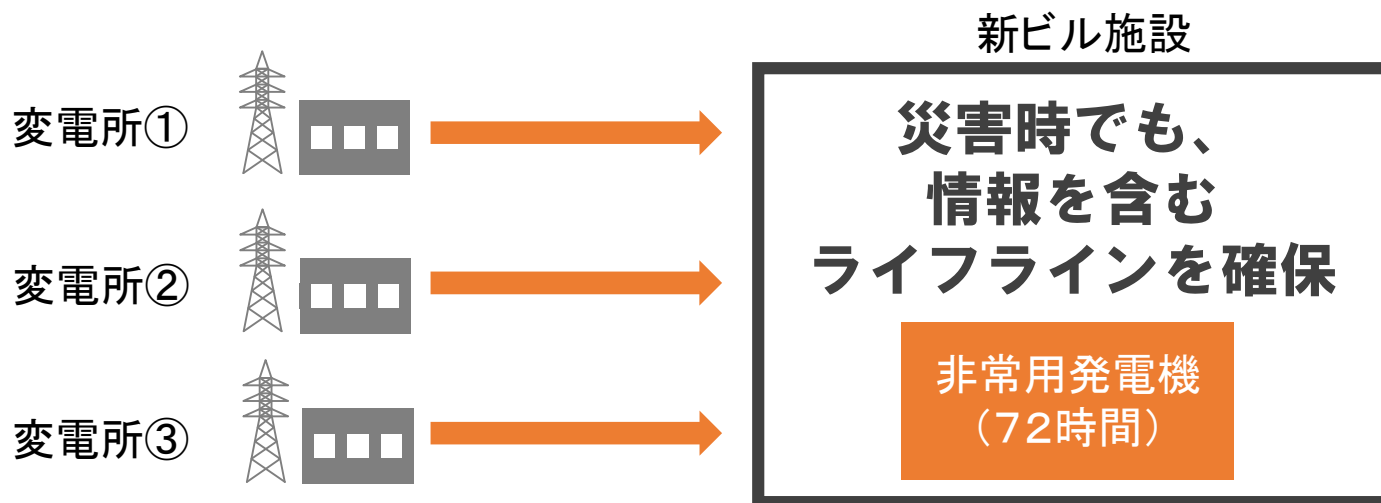 新ビル施設
変電所①
変電所②
変電所③
災害時でも、
情報を含む
ライフラインを確保
非常用発電機
（７２時間）